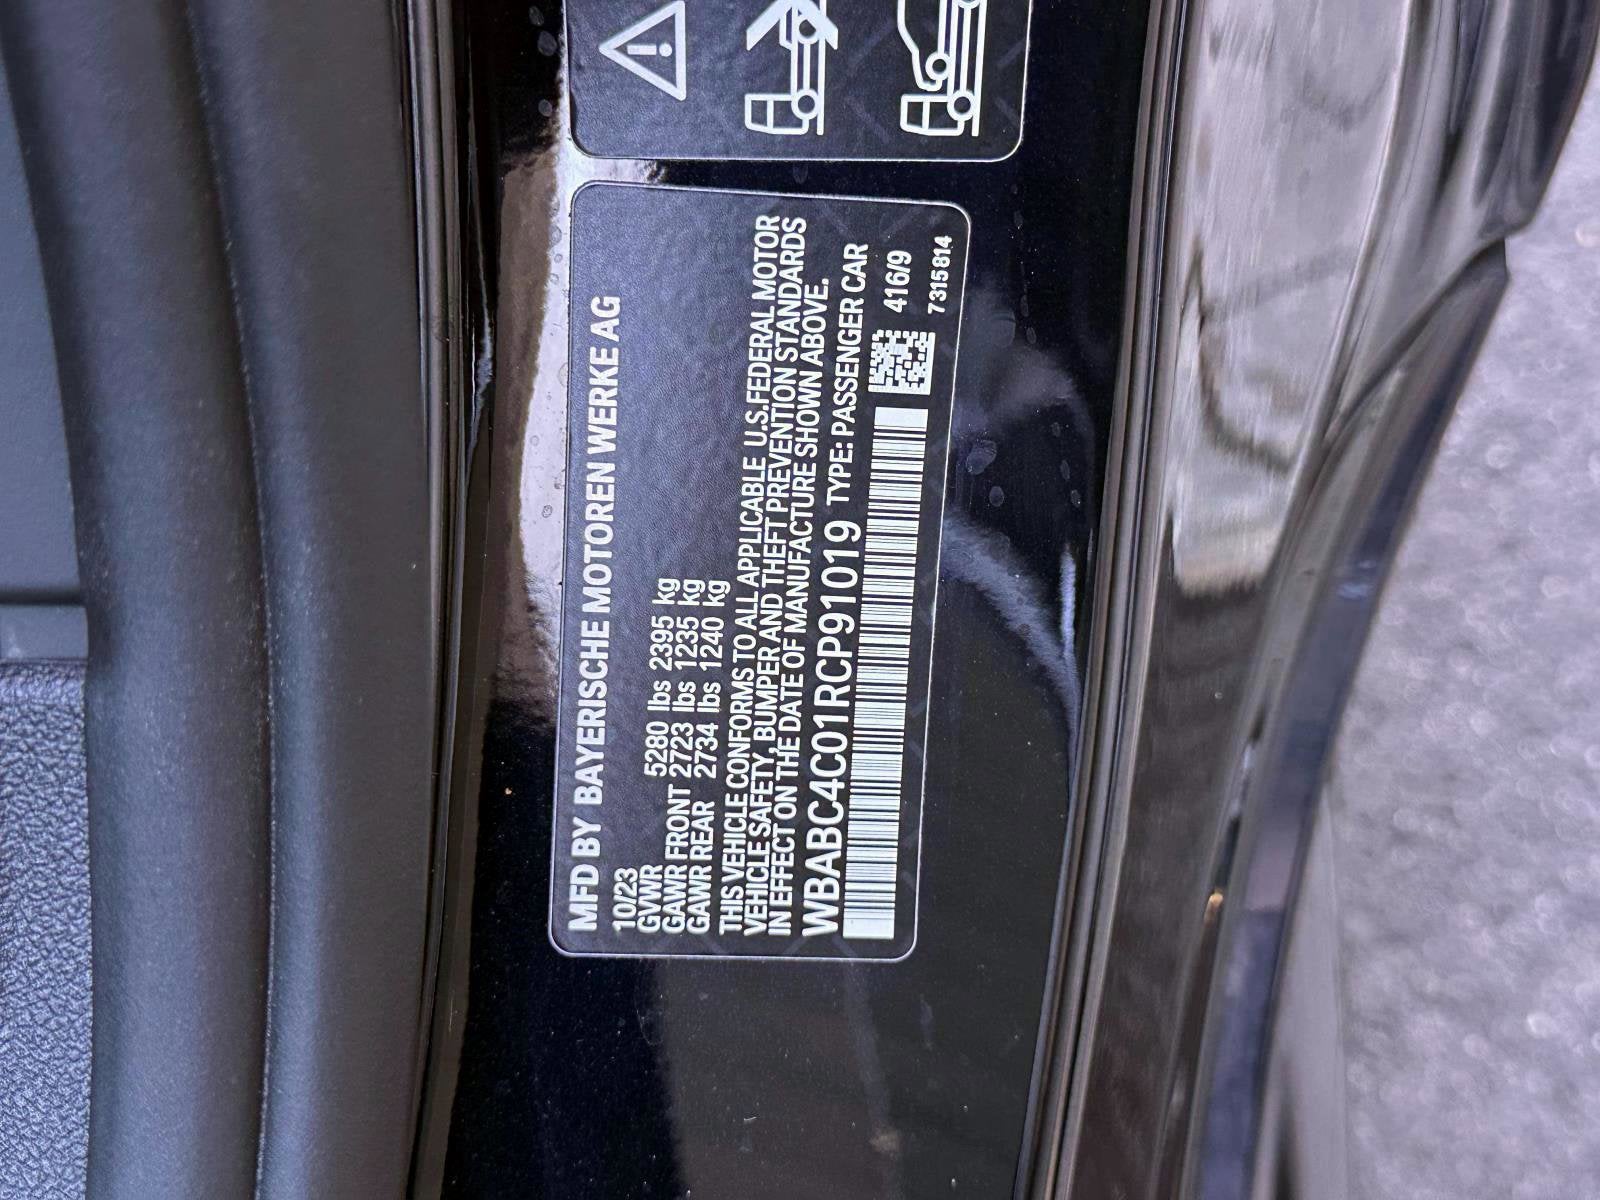 MFD BY BAYERISCHE MOTOREN WERKE AG
10/23
GVWR 5280 lbs 2395 kg
GAWR FRONT 2723 lbs 1235 kg
GAWR REAR 2734 lbs 1240 kg
THIS VEHICLE CONFORMS TO ALL APPLICABLE U.S.FEDERAL MOTOR
VEHICLE SAFETY, BUMPER AND THEFT PREVENTION STANDARDS
IN EFFECT ON THE DATE OF MANUFACTURE SHOWN ABOVE.
WBABC4C01RCP91019 TYPE: PASSENGER CAR
416/9
7315814